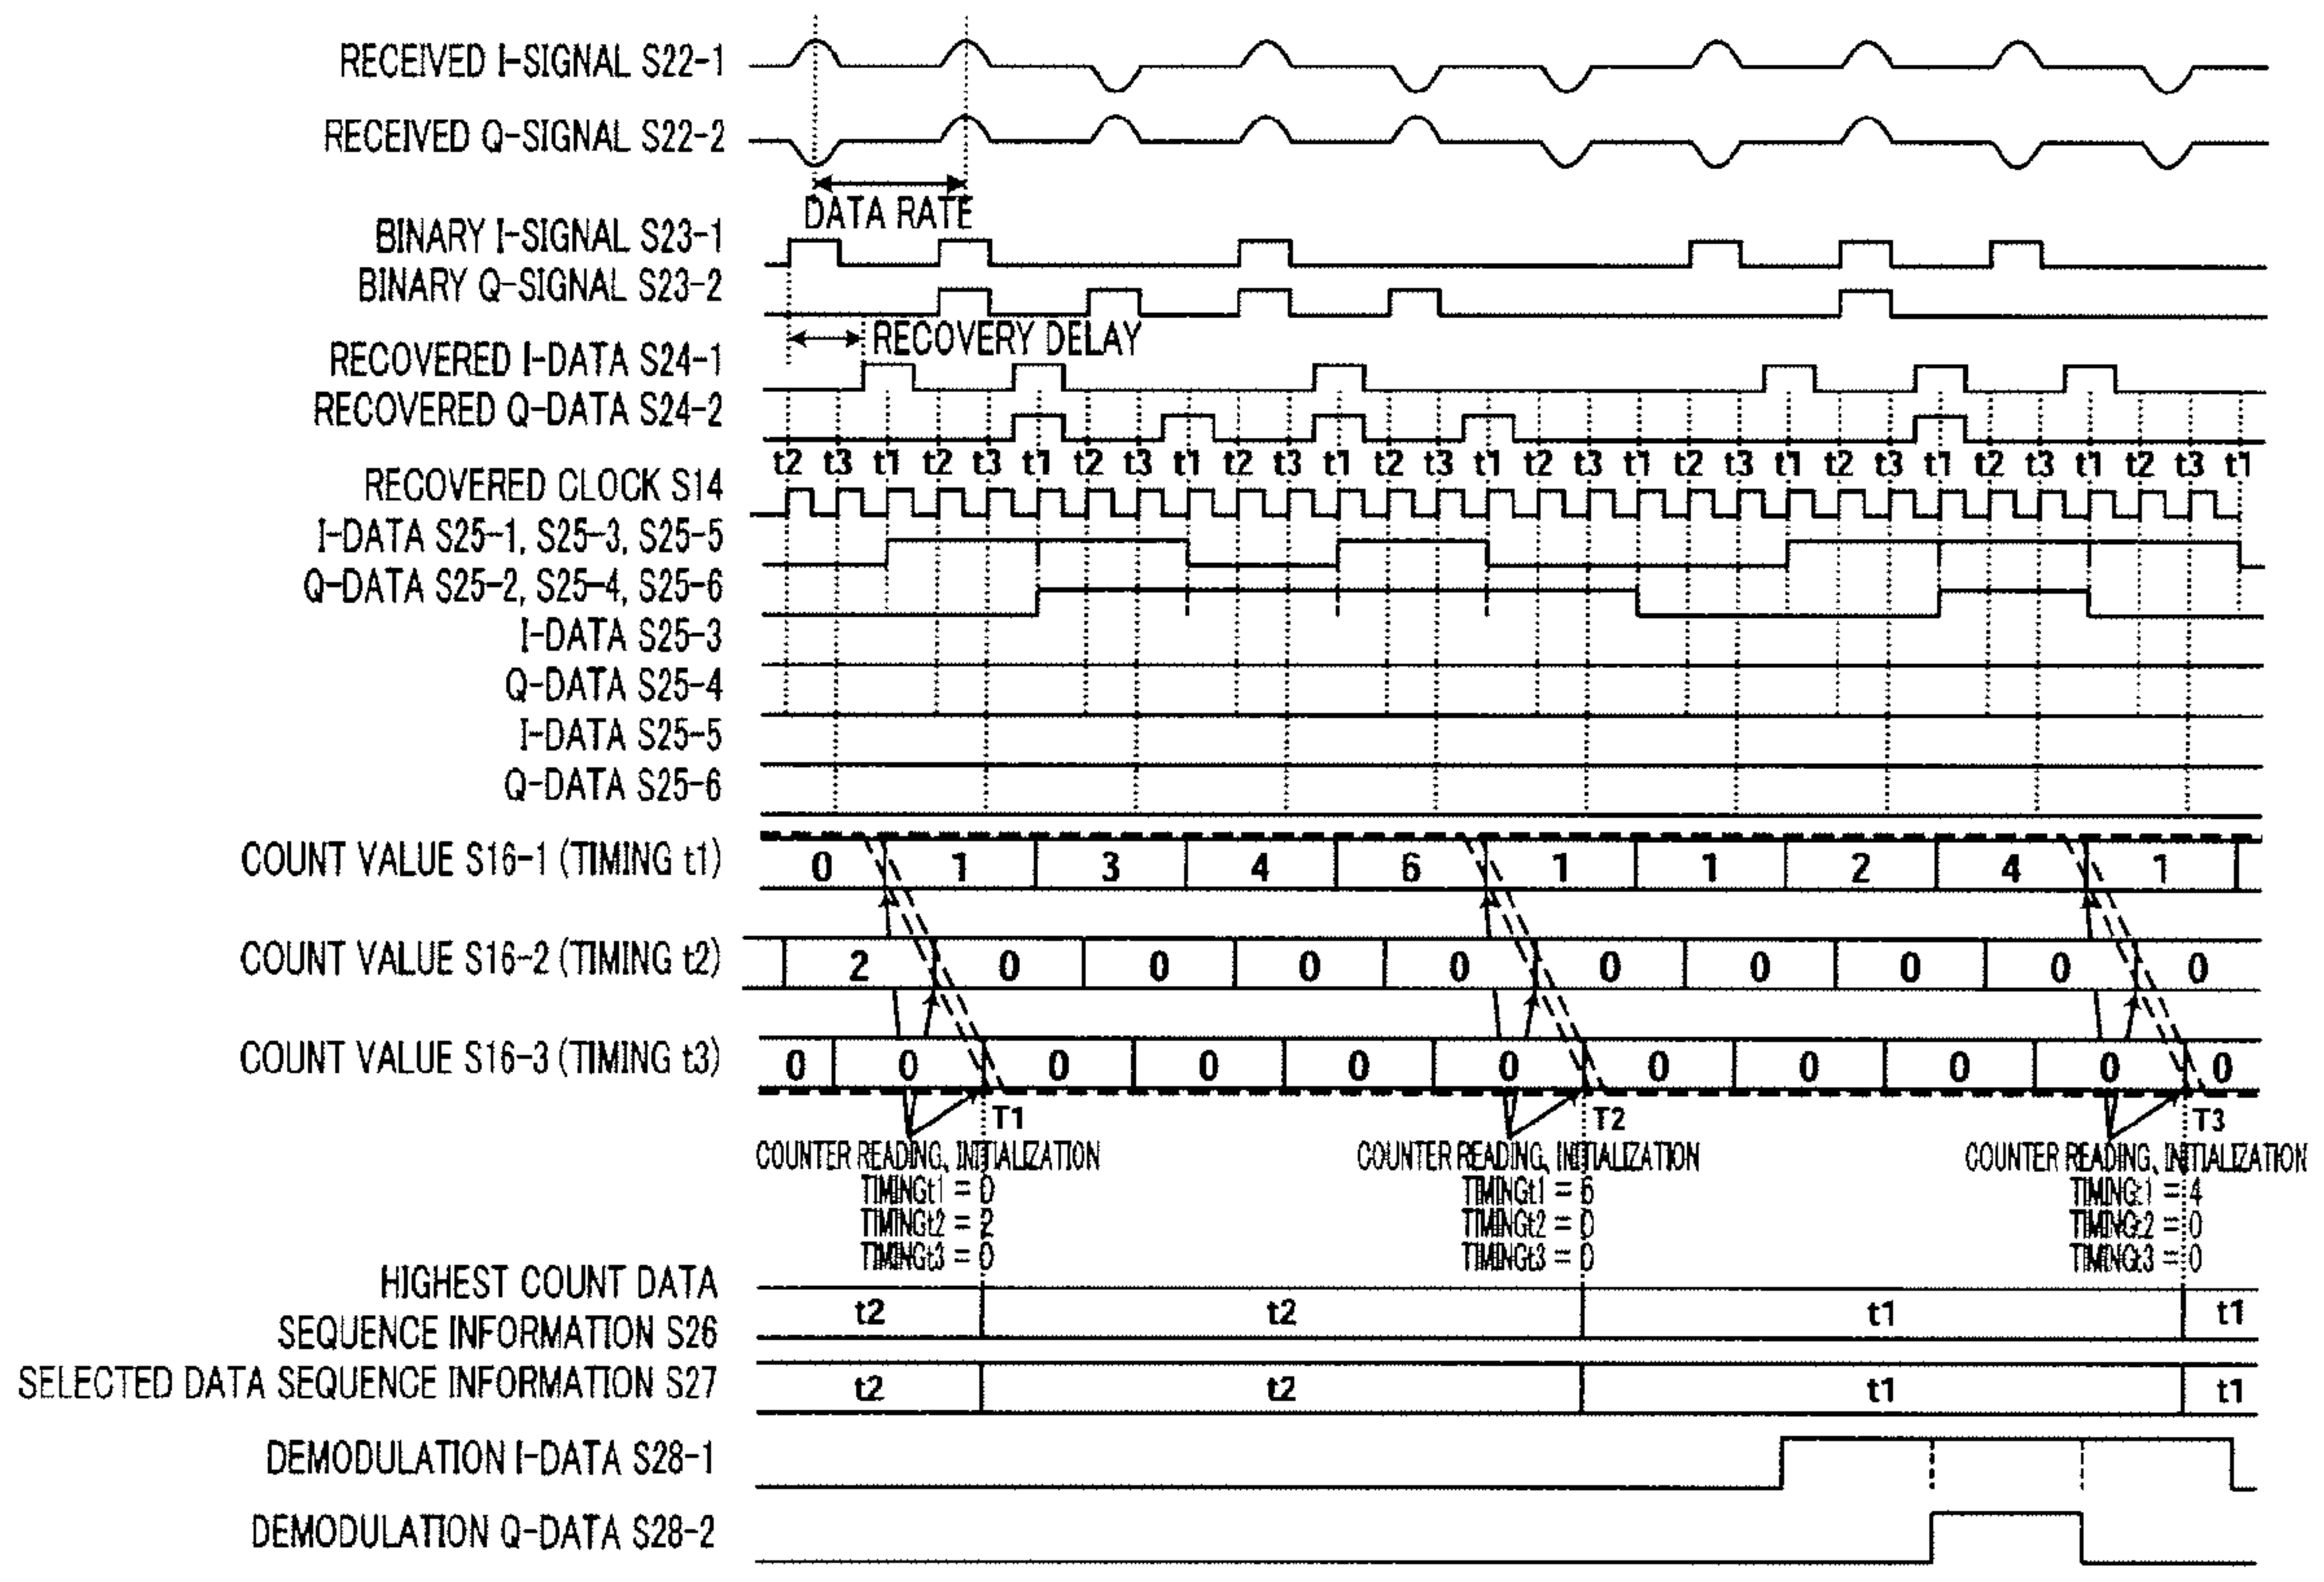 RECEIVED I-SIGNAL S22-1
RECEIVED Q-SIGNAL S22-2
DATA RATE
BINARY I-SIGNAL S23-1
BINARY Q-SIGNAL S23-2
RECOVERY DELAY
RECOVERED I-DATA S24-1
RECOVERED Q-DATA S24-2
t2 t3 t1 t2 t3 t1 t2 t3 t1 t2 t3 t1 t2 t3 t1 t2 t3 t1 t2 t3 t1 t2 t3 t1 t2 t3 t1 t2 t3 t1
RECOVERED CLOCK S14
I-DATA S25-1, S25-3, S25-5
Q-DATA S25-2, S25-4, S25-6
I-DATA S25-3
Q-DATA S25-4
I-DATA S25-5
Q-DATA S25-6
COUNT VALUE S16-1 (TIMING t1) 0 1 3 4 6 1 1 2 4 1
COUNT VALUE S16-2 (TIMING t2) 2 0 0 0 0 0 0 0 0 0
COUNT VALUE S16-3 (TIMING t3) 0 0 0 0 0 0 0 0 0 0 0
T1 T2 T3
COUNTER READING, INITIALIZATION COUNTER READING, INITIALIZATION COUNTER READING, INITIALIZATION
TIMINGt1 = 0 TIMINGt1 = 6 TIMINGt1 = 4
TIMINGt2 = 2 TIMINGt2 = 0 TIMINGt2 = 0
TIMINGt3 = 0 TIMINGt3 = 0 TIMINGt3 = 0
HIGHEST COUNT DATA
SEQUENCE INFORMATION S26 t2 t2 t1 t1
SELECTED DATA SEQUENCE INFORMATION S27 t2 t2 t1 t1
DEMODULATION I-DATA S28-1
DEMODULATION Q-DATA S28-2